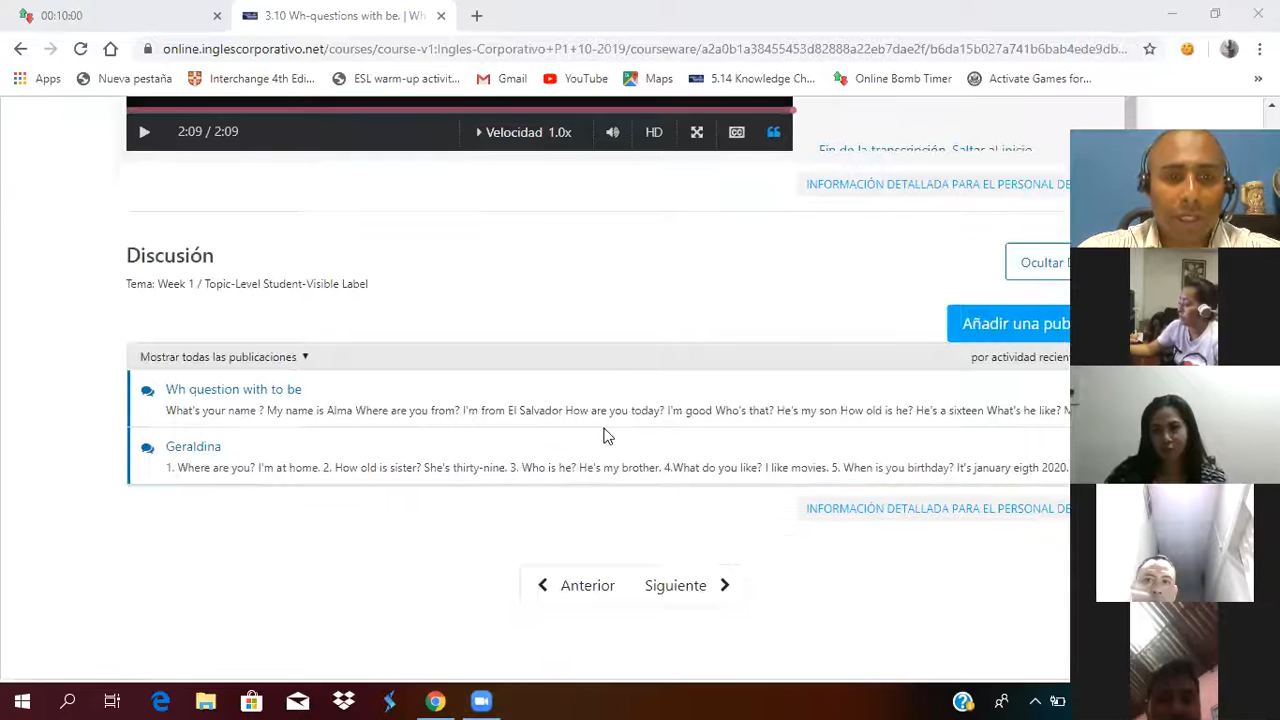 00:10:00
3.10 Wh-questions with be. | Wh
online.inglescorporativo.net/courses/course-v1:Ingles-Corporativo+P1+10-2019/courseware/a2a0b1a38455453d82888a22eb7dae2f/b6da15b027a741b6bab4ede9db...
Apps Nueva pestaña Interchange 4th Edi... ESL warm-up activit... Gmail YouTube Maps 5.14 Knowledge Ch... Online Bomb Timer Activate Games for... »
2:09 / 2:09 Velocidad 1.0x HD CC
Fin de la transcripción. Saltar al inicio.
INFORMACIÓN DETALLADA PARA EL PERSONAL DE
Discusión
Ocultar
Tema: Week 1 / Topic-Level Student-Visible Label
Añadir una pub
Mostrar todas las publicaciones
por actividad recien
Wh question with to be
What's your name ? My name is Alma Where are you from? I'm from El Salvador How are you today? I'm good Who's that? He's my son How old is he? He's a sixteen What's he like?
Geraldina
1. Where are you? I'm at home. 2. How old is sister? She's thirty-nine. 3. Who is he? He's my brother. 4.What do you like? I like movies. 5. When is you birthday? It's january eigth 2020.
INFORMACIÓN DETALLADA PARA EL PERSONAL DE
Anterior Siguiente